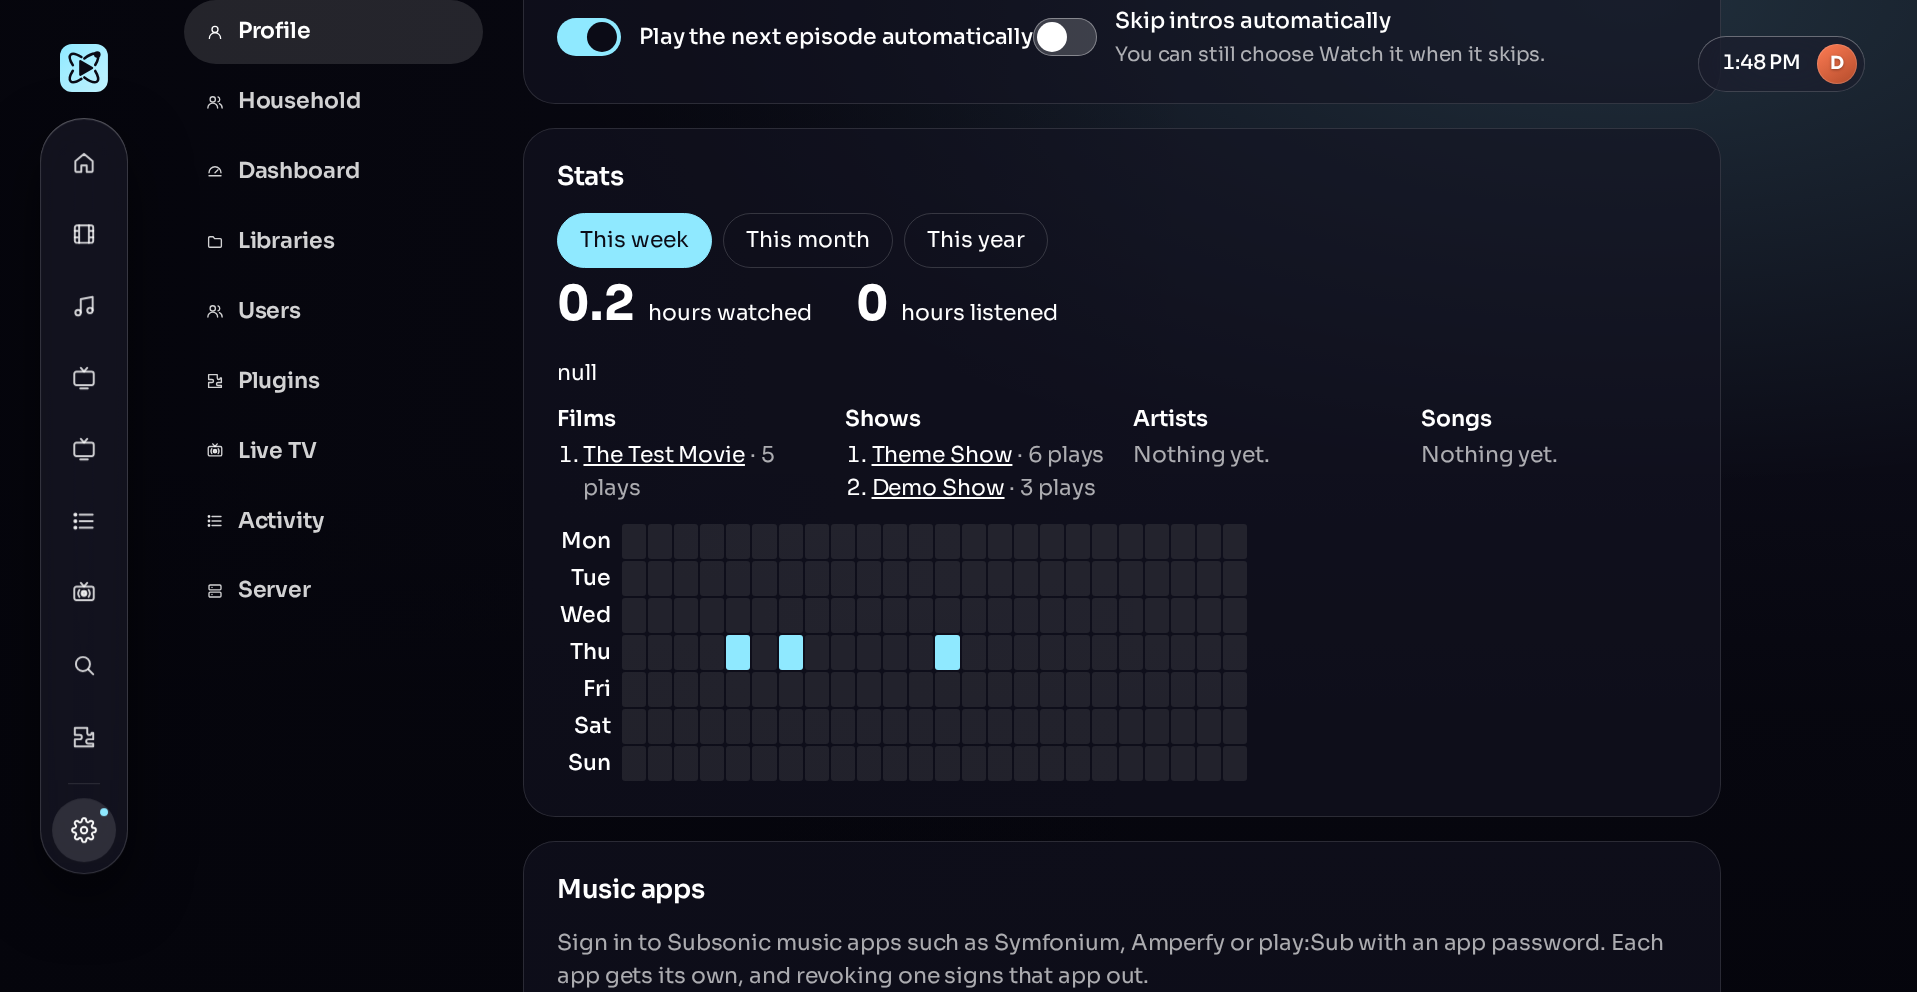 Profile
Household
Dashboard
Libraries
Users
Plugins
Live TV
Activity
Server
Play the next episode automatically
Skip intros automatically
You can still choose Watch it when it skips.
1:48 PM
D
Stats
This week
This month
This year
0.2 hours watched
0 hours listened
null
Films
1. The Test Movie · 5
plays
Shows
1. Theme Show · 6 plays
2. Demo Show · 3 plays
Artists
Nothing yet.
Songs
Nothing yet.
Mon
Tue
Wed
Thu
Fri
Sat
Sun
Music apps
Sign in to Subsonic music apps such as Symfonium, Amperfy or play:Sub with an app password. Each
app gets its own, and revoking one signs that app out.